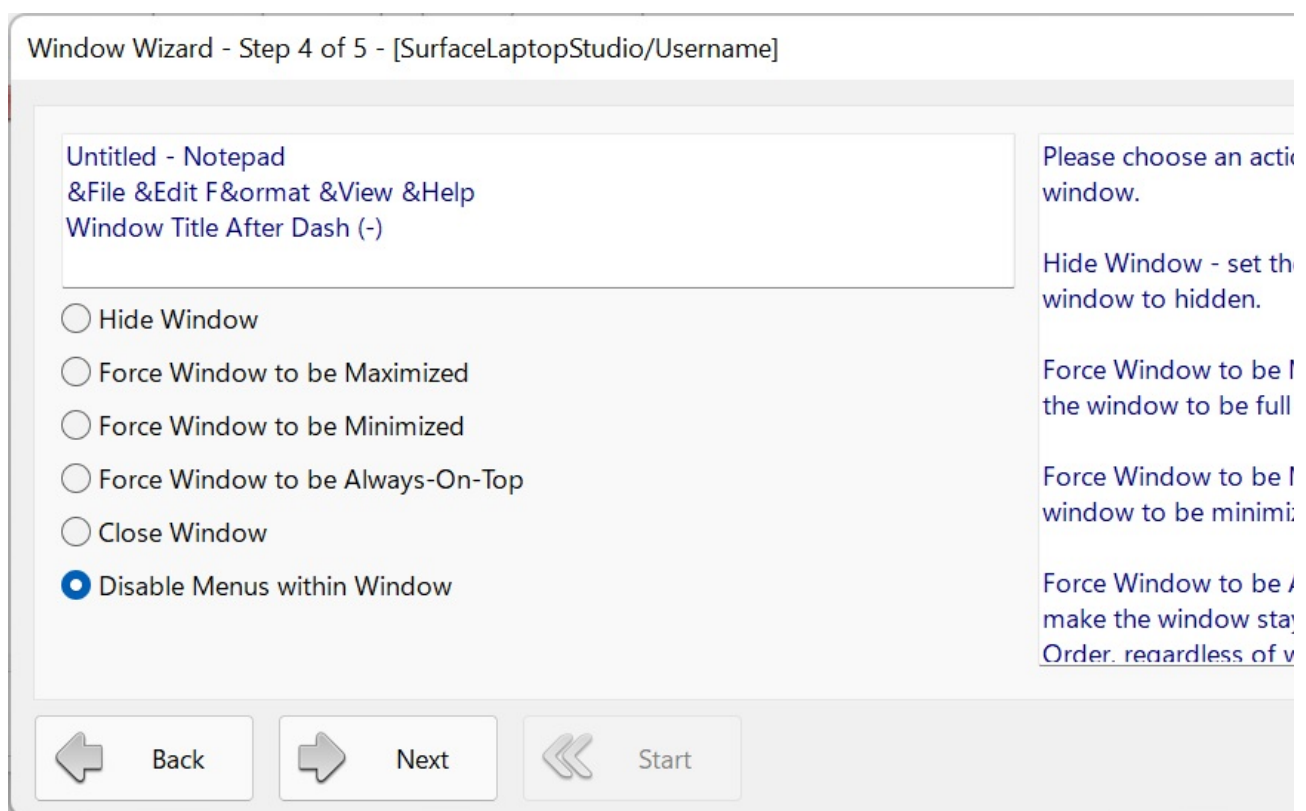 Window Wizard - Step 4 of 5 - [SurfaceLaptopStudio/Username]
Untitled - Notepad
&File &Edit F&ormat &View &Help
Window Title After Dash (-)
Hide Window
Force Window to be Maximized
Force Window to be Minimized
Force Window to be Always-On-Top
Close Window
Disable Menus within Window
Please choose an
window.
Hide Window - set
window to hidden.
Force Window to be
the window to be full
Force Window to be
window to be
Force Window to be
make the window
Order, regardless of
Back
Next
Start